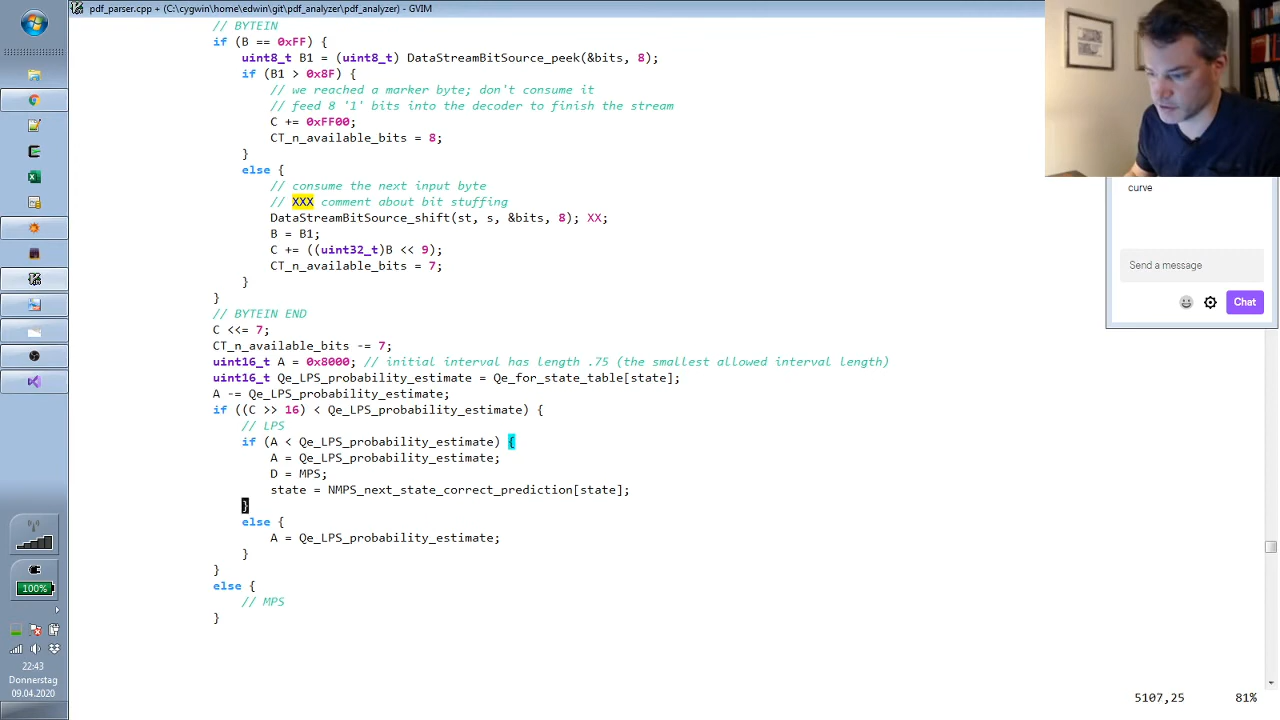 pdf_parser.cpp + (C:\cygwin\home\edwin\git\pdf_analyzer\pdf_analyzer) - GVIM
// BYTEIN
if (B == 0xFF) {
uint8_t B1 = (uint8_t) DataStreamBitSource_peek(&bits, 8);
if (B1 > 0x8F) {
// we reached a marker byte; don't consume it
// feed 8 '1' bits into the decoder to finish the stream
C += 0xFF00;
CT_n_available_bits = 8;
}
else {
// consume the next input byte
// XXX comment about bit stuffing
DataStreamBitSource_shift(st, s, &bits, 8); XX;
B = B1;
C += ((uint32_t)B << 9);
CT_n_available_bits = 7;
}
}
// BYTEIN END
C <<= 7;
CT_n_available_bits -= 7;
uint16_t A = 0x8000; // initial interval has length .75 (the smallest allowed interval length)
uint16_t Qe_LPS_probability_estimate = Qe_for_state_table[state];
A -= Qe_LPS_probability_estimate;
if ((C >> 16) < Qe_LPS_probability_estimate) {
// LPS
if (A < Qe_LPS_probability_estimate) {
A = Qe_LPS_probability_estimate;
D = MPS;
state = NMPS_next_state_correct_prediction[state];
}
else {
A = Qe_LPS_probability_estimate;
}
}
else {
// MPS
}
5107,25 81%
curve
Send a message
Chat
100%
22:43
Donnerstag
09.04.2020